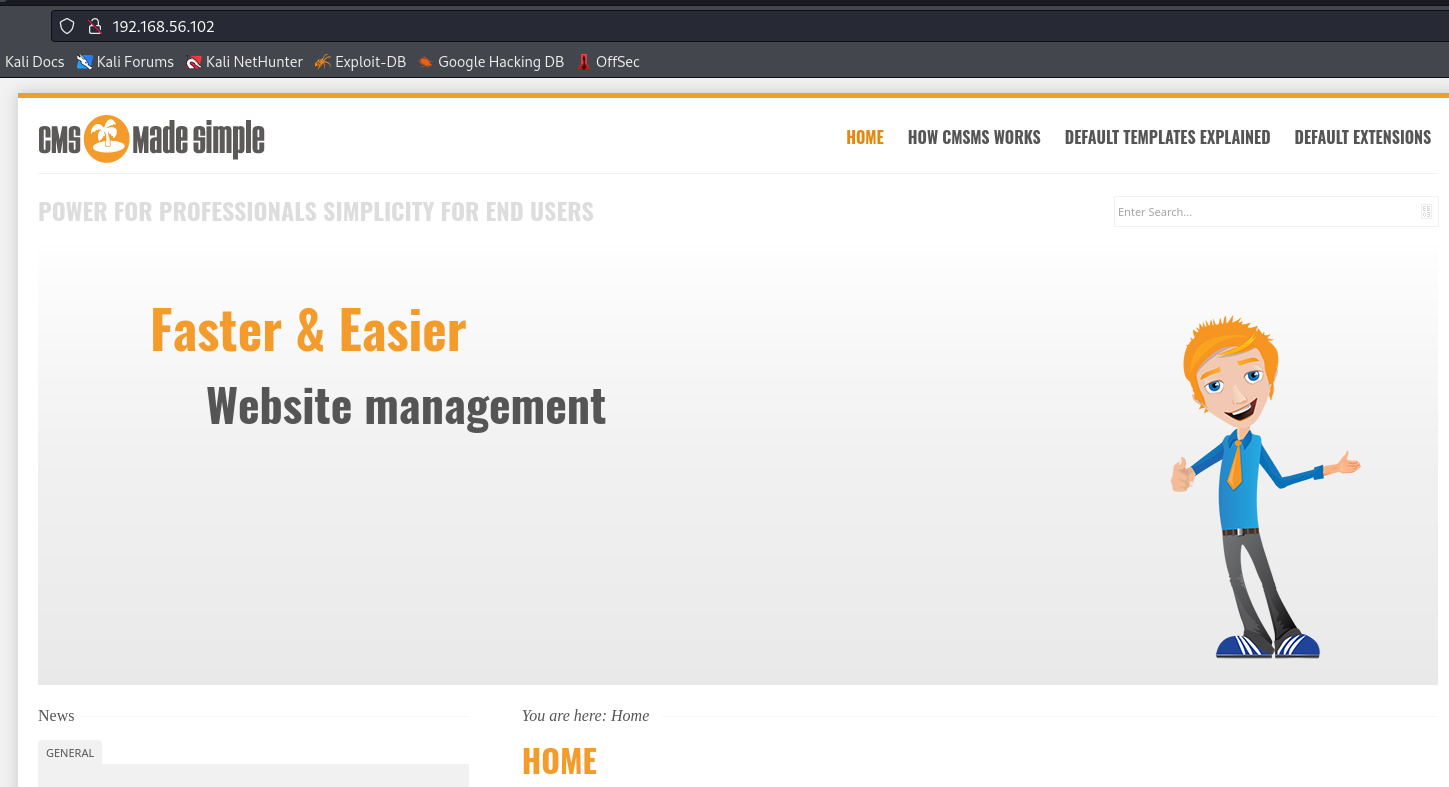 192.168.56.102
Kali Docs Kali Forums Kali NetHunter Exploit-DB Google Hacking DB OffSec
CMS Made Simple
HOME HOW CMSMS WORKS DEFAULT TEMPLATES EXPLAINED DEFAULT EXTENSIONS
POWER FOR PROFESSIONALS SIMPLICITY FOR END USERS
Enter Search...
Faster & Easier
Website management
News
GENERAL
You are here: Home
HOME